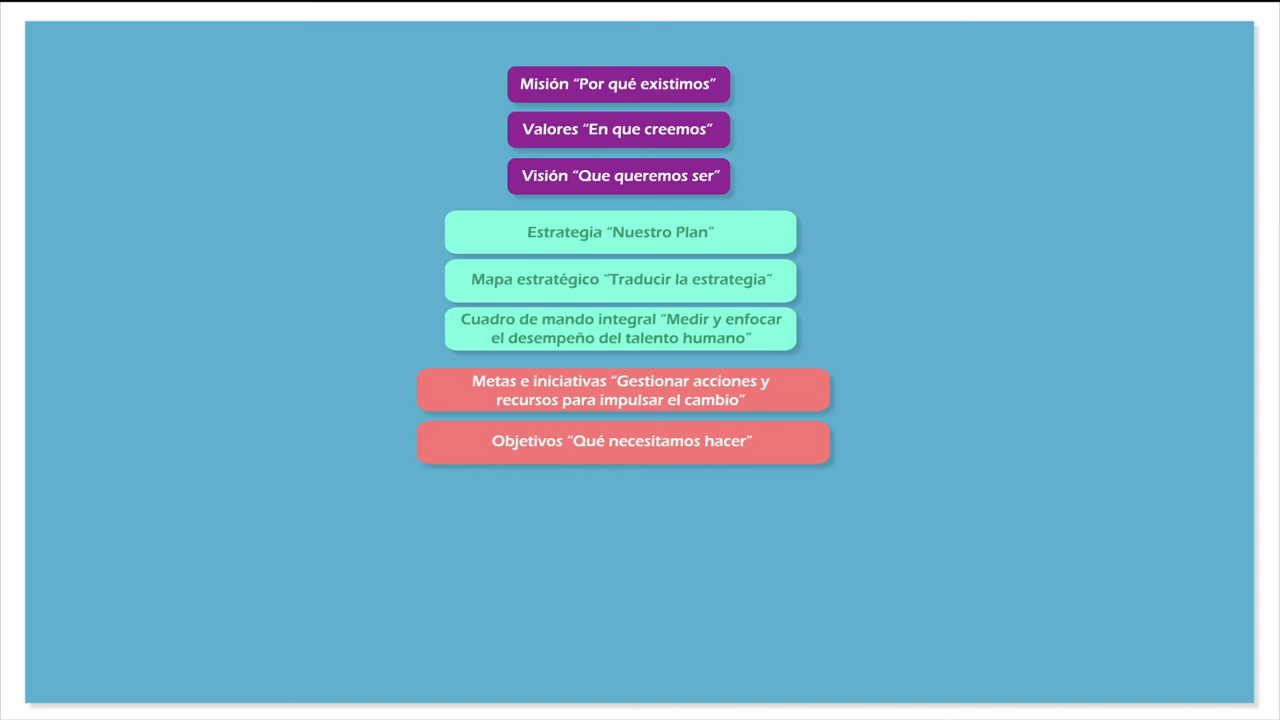 Misión “Por qué existimos”
Valores “En que creemos”
Visión “Que queremos ser”
Estrategia “Nuestro Plan”
Mapa estratégico “Traducir la estrategia”
Cuadro de mando integral “Medir y enfocar
el desempeño del talento humano”
Metas e iniciativas “Gestionar acciones y
recursos para impulsar el cambio”
Objetivos “Qué necesitamos hacer”